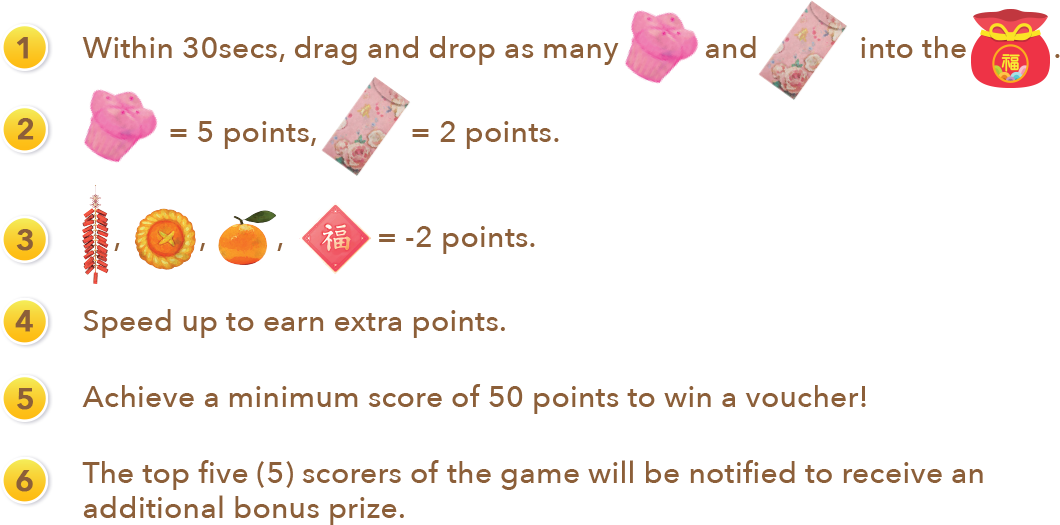 1 Within 30secs, drag and drop as many and into the 福 .
2 = 5 points, = 2 points.
3 , , , 福 = -2 points.
4 Speed up to earn extra points.
5 Achieve a minimum score of 50 points to win a voucher!
6 The top five (5) scorers of the game will be notified to receive an
additional bonus prize.